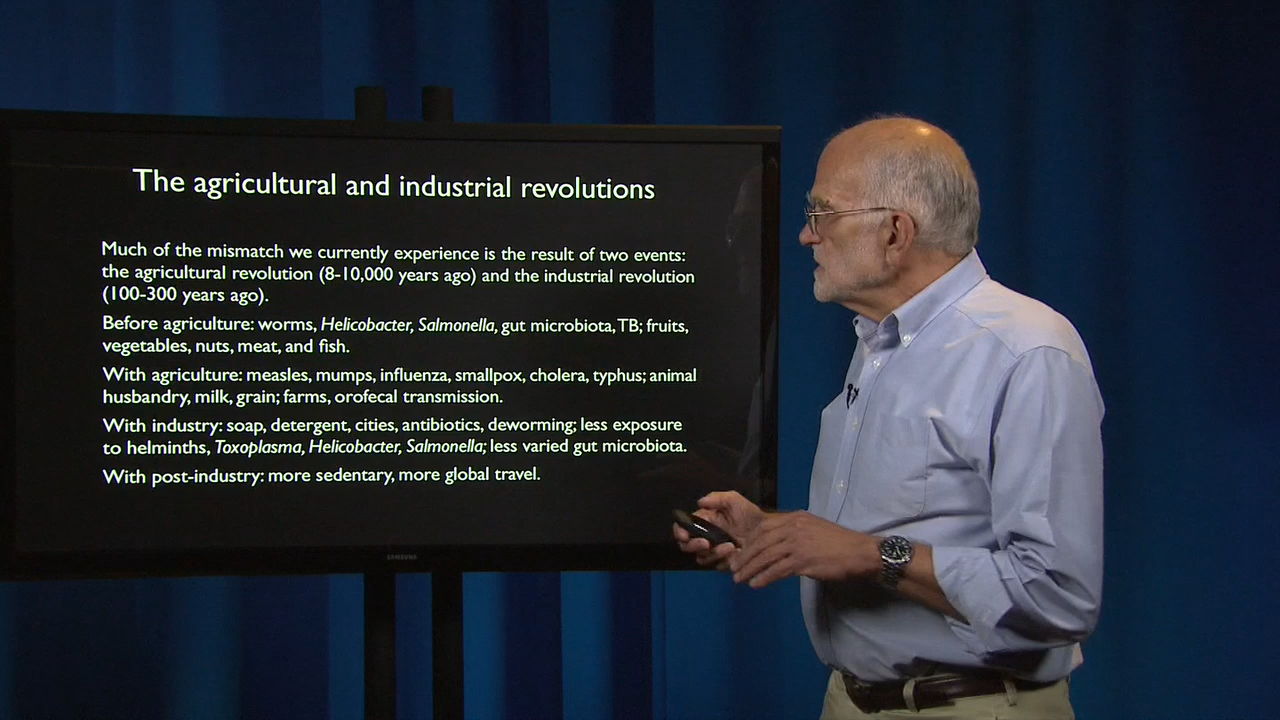 The agricultural and industrial revolutions
Much of the mismatch we currently experience is the result of two events:
the agricultural revolution (8-10,000 years ago) and the industrial revolution
(100-300 years ago).
Before agriculture: worms, Helicobacter, Salmonella, gut microbiota, TB; fruits,
vegetables, nuts, meat, and fish.
With agriculture: measles, mumps, influenza, smallpox, cholera, typhus; animal
husbandry, milk, grain; farms, orofecal transmission.
With industry: soap, detergent, cities, antibiotics, deworming; less exposure
to helminths, Toxoplasma, Helicobacter, Salmonella; less varied gut microbiota.
With post-industry: more sedentary, more global travel.
SAMSUNG